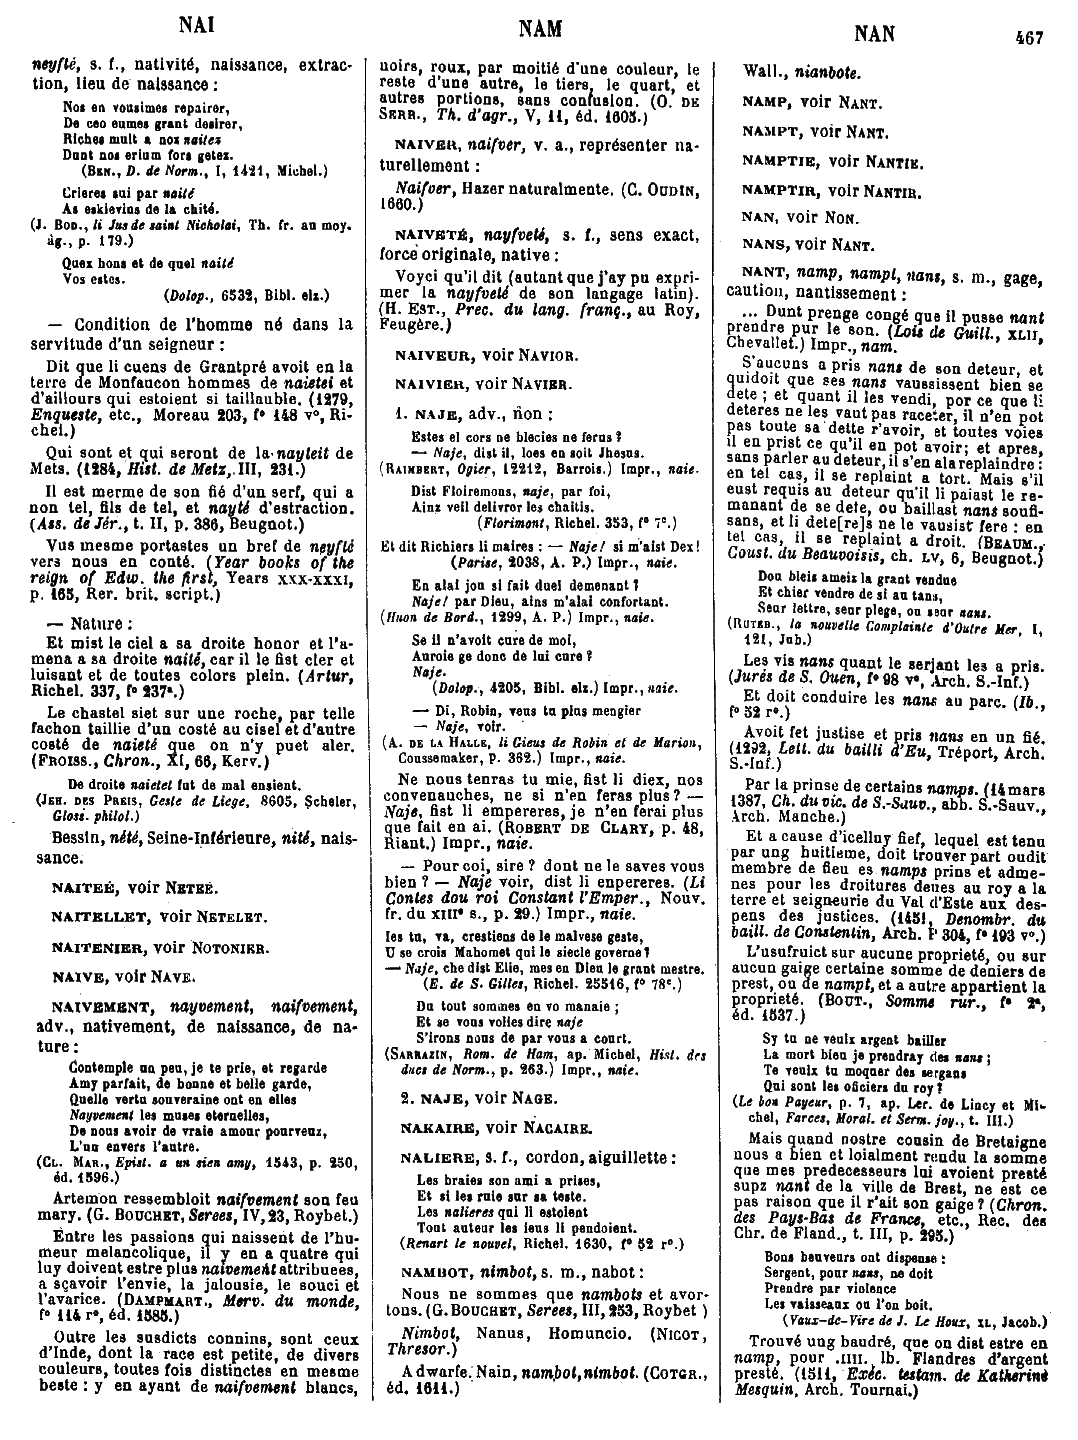 NAI
NAM
NAN
467
neyfté, s. f., nativité, naissance, extrac-
tion, lieu de naissance :
Nos en vousimes repairer,
De ceo eumes grant desirer,
Riches mult a nos naitez
Dunt nos erium fors getez.
(BEN., D. de Norm., I, 1421, Michel.)
Crieres sui par naité
As eskievins de la chité.
(J. BOD., li Jus de saint Nicholai, Th. fr. au moy.
âg., p. 179.)
Quex hons et de quel naité
Vos estes.
(Dolop., 6532, Bibl. elz.)
— Condition de l'homme né dans la
servitude d'un seigneur :
Dit que li cuens de Grantpré avoit en la
terre de Monfaucon hommes de naietei et
d'aillours qui estoient si taillauble. (1279,
Enqueste, etc., Moreau 203, f° 148 v°, Ri-
chel.)
Qui sont et qui seront de la nayteit de
Mets. (1284, Hist. de Metz, III, 231.)
Il est merme de son fié d'un serf, qui a
non tel, fils de tel, et nayté d'estraction.
(Ass. de Jér., t. II, p. 386, Beugnot.)
Vus mesme portastes un bref de neyfté
vers nous en conté. (Year books of the
reign of Edw. the first, Years XXX-XXXI,
p. 165, Rer. brit. script.)
— Nature :
Et mist le ciel a sa droite honor et l'a-
mena a sa droite naité, car il le fist cler et
luisant et de toutes colors plein. (Artur,
Richel. 337, f° 237ª.)
Le chastel siet sur une roche, par telle
fachon taillie d'un costé au cisel et d'autre
costé de naieté que on n'y puet aler.
(FROISS., Chron., XI, 66, Kerv.)
De droite naietet fut de mal ensient.
(JEH. DES PREIS, Geste de Liege, 8605, Scheler,
Gloss. philol.)
Bessin, nété, Seine-Inférieure, nité, nais-
sance.
NAITEÉ, voir NETEÉ.
NAITELLET, voir NETELET.
NAITENIER, voir NOTONIER.
NAIVE, voir NAVE.
NAIVEMENT, nayvement, naifvement,
adv., nativement, de naissance, de na-
ture :
Contemple un peu, je te prie, et regarde
Amy parfait, de bonne et belle garde,
Quelle vertu souveraine ont en elles
Nayvement les muses eternelles,
De nous avoir de vraie amour pourveuz,
L'un envers l'autre.
(CL. MAR., Epist. a un sien amy, 1543, p. 250,
éd. 1596.)
Artemon ressembloit naifvement son feu
mary. (G. BOUCHET, Serees, IV, 23, Roybet.)
Entre les passions qui naissent de l'hu-
meur melancolique, il y en a quatre qui
luy doivent estre plus naivement attribuees,
a sçavoir l'envie, la jalousie, le souci et
l'avarice. (DAMPMART., Merv. du monde,
f° 114 r°, éd. 1585.)
Outre les susdicts connins, sont ceux
d'Inde, dont la race est petite, de divers
couleurs, toutes fois distinctes en mesme
beste : y en ayant de naifvement blancs,
noirs, roux, par moitié d'une couleur, le
reste d'une autre, le tiers, le quart, et
autres portions, sans confusion. (O. DE
SERR., Th. d'agr., V, 11, éd. 1605.)
NAIVER, naifver, v. a., représenter na-
turellement :
Naifver, Hazer naturalmente. (C. OUDIN,
1660.)
NAIVETÉ, nayfveté, s. f., sens exact,
force originale, native :
Voyci qu'il dit (autant que j'ay pu expri-
mer la nayfveté de son langage latin).
(H. EST., Prec. du lang. franç., au Roy,
Feugère.)
NAIVEUR, voir NAVIOR.
NAIVIER, voir NAVIER.
1. NAJE, adv., non :
Estes el cors ne blecies ne ferus ?
— Naje, dist il, loes en soit Jhesus.
(RAIMBERT, Ogier, 12212, Barrois.) Impr., naie.
Dist Floiremons, naje, par foi,
Ainz veil delivror les chaitis.
(Florimont, Richel. 353, f° 7ᶜ.)
Et dit Richiers li maires : — Naje ! si m'aist Dex !
(Parise, 2038, A. P.) Impr., naie.
En alai jou si fait duel demenant ?
Naje ! par Dieu, ains m'alai confortant.
(Huon de Bord., 1299, A. P.) Impr., naie.
Se il n'avoit cure de moi,
Auroie ge donc de lui cure ?
Naje.
(Dolop., 4205, Bibl. elz.) Impr., naie.
— Di, Robin, veus tu plus mengier
— Naje, voir.
(A. DE LA HALLE, li Gieus de Robin et de Marion,
Coussemaker, p. 362.) Impr., naie.
Ne nous tenras tu mie, fist li diex, nos
convenauches, ne si n'en feras plus ? —
Naje, fist li empereres, je n'en ferai plus
que fait en ai. (ROBERT DE CLARY, p. 48,
Riant.) Impr., naie.
— Pour coi, sire ? dont ne le saves vous
bien ? — Naje voir, dist li enpereres. (Li
Contes dou roi Constant l'Emper., Nouv.
fr. du XIIIᵉ s., p. 29.) Impr., naie.
Ies tu, va, crestiens de le malvese geste,
U se crois Mahomet qui le siecle governe ?
— Naje, che dist Elie, mes en Dieu le grant mestre.
(E. de S. Gilles, Richel. 25516, f° 78ᶜ.)
Du tout sommes en vo manaie ;
Et se vous volies dire naje
S'irons nous de par vous a court.
(SARRAZIN, Rom. de Ham, ap. Michel, Hist. des
ducs de Norm., p. 263.) Impr., naie.
2. NAJE, voir NAGE.
NAKAIRE, voir NACAIRE.
NALIERE, s. f., cordon, aiguillette :
Les braies son ami a prises,
Et si les ruie sur sa teste.
Les nalieres qui li estoient
Tout autour les iens li pendoient.
(Renart le nouvel, Richel. 1630, f° 52 r°.)
NAMBOT, nimbot, s. m., nabot :
Nous ne sommes que nambots et avor-
tons. (G. BOUCHET, Serees, III, 253, Roybet )
Nimbot, Nanus, Homuncio. (NICOT,
Thresor.)
A dwarfe. Nain, nambot, nimbot. (COTGR.,
éd. 1611.)
Wall., nianbote.
NAMP, voir NANT.
NAMPT, voir NANT.
NAMPTIE, voir NANTIE.
NAMPTIR, voir NANTIR.
NAN, voir NON.
NANS, voir NANT.
NANT, namp, nampt, nans, s. m., gage,
caution, nantissement :
... Dunt prenge congé que il pusse nant
prendre pur le son. (Lois de Guill., XLII,
Chevallet.) Impr., nam.
S'aucuns a pris nans de son deteur, et
quidoit que ses nans vaussissent bien se
dete ; et quant il les vendi, por ce que li
deteres ne les vaut pas raceter, il n'en pot
pas toute sa dette r'avoir, et toutes voies
il en prist ce qu'il en pot avoir; et apres,
sans parler au deteur, il s'en ala replaindre :
en tel cas, il se replaint a tort. Mais s'il
eust requis au deteur qu'il li paiast le re-
manant de se dete, ou baillast nans soufi-
sans, et li dete[re]s ne le vausist fere : en
tel cas, il se replaint a droit. (BEAUM.,
Coust. du Beauvoisis, ch. LV, 6, Beugnot.)
Dou bleis ameiz la grant vendue
Et chier vendre de si au tans,
Seur lettre, seur plege, ou seur nans.
(RUTEB., la nouvelle Complainte d'Outre Mer, I,
121, Jub.)
Les vis nans quant le serjant les a pris.
(Jurés de S. Ouen, f° 98 v°, Arch. S.-Inf.)
Et doit conduire les nans au parc. (Ib.,
f° 52 r°.)
Avoit fet justise et pris nans en un fié.
(1292, Lett. du bailli d'Eu, Tréport, Arch.
S.-Inf.)
Par la prinse de certains namps. (14 mars
1387, Ch. du vic. de S.-Sauv., abb. S.-Sauv.,
Arch. Manche.)
Et a cause d'icelluy fief, lequel est tenu
par ung huitieme, doit trouver part oudit
membre de fieu es namps prins et adme-
nes pour les droitures deues au roy a la
terre et seigneurie du Val d'Este aux des-
pens des justices. (1451, Denombr. du
baill. de Constentin, Arch. P 304, f° 193 v°.)
L'usufruict sur aucune proprieté, ou sur
aucun gaige certaine somme de deniers de
prest, ou de nampt, et a autre appartient la
proprieté. (BOUT., Somme rur., f° 2ª,
éd. 1537.)
Sy tu ne veulx argent bailler
La mort bieu je prendray des nans ;
Te veulx tu moquer des sergans
Qui sont les oficiers du roy ?
(Le bon Payeur, p. 7, ap. Ler. de Lincy et Mi-
chel, Farces, Moral. et Serm. joy., t. III.)
Mais quand nostre cousin de Bretaigne
nous a bien et loialment rendu la somme
que mes predecesseurs lui avoient presté
supz nant de la ville de Brest, ne est ce
pas raison que il r'ait son gaige ? (Chron.
des Pays-Bas de France, etc., Rec. des
Chr. de Fland., t. III, p. 295.)
Bons beuveurs ont dispense :
Sergent, pour nans, ne doit
Prendre par violence
Les vaisseaux ou l'on boit.
(Vaux-de-Vire de J. Le Houx, XL, Jacob.)
Trouvé ung baudré, que on dist estre en
namp, pour .IIII. lb. Flandres d'argent
presté. (1511, Exéc. testam. de Katherine
Mesquin, Arch. Tournai.)